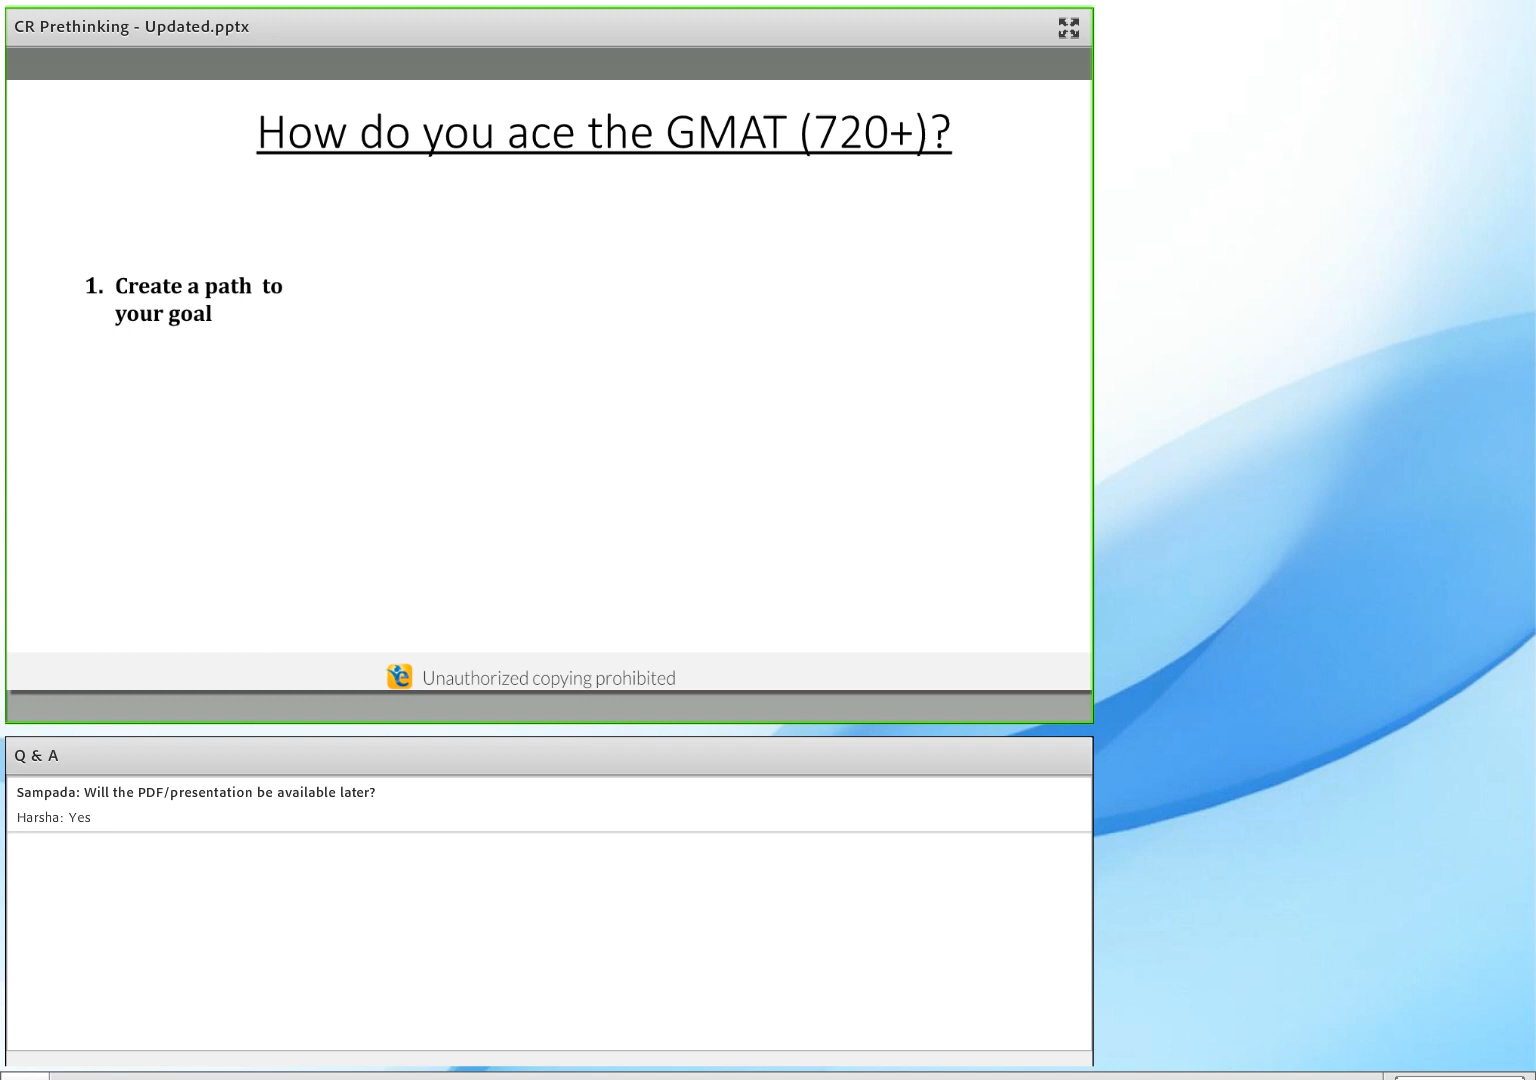 CR Prethinking - Updated.pptx
How do you ace the GMAT (720+)?
1. Create a path to
your goal
Unauthorized copying prohibited
Q & A
Sampada: Will the PDF/presentation be available later?
Harsha: Yes